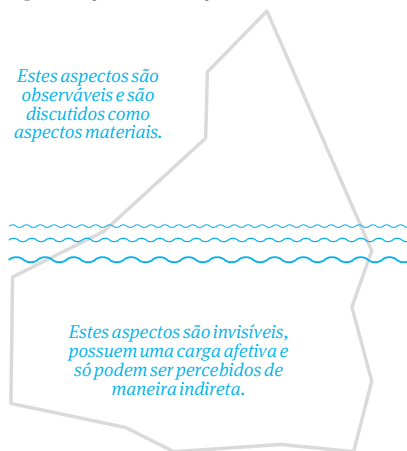 Estes aspectos são
observáveis e são
discutidos como
aspectos materiais.
Estes aspectos são invisíveis,
possuem uma carga afetiva e
só podem ser percebidos de
maneira indireta.